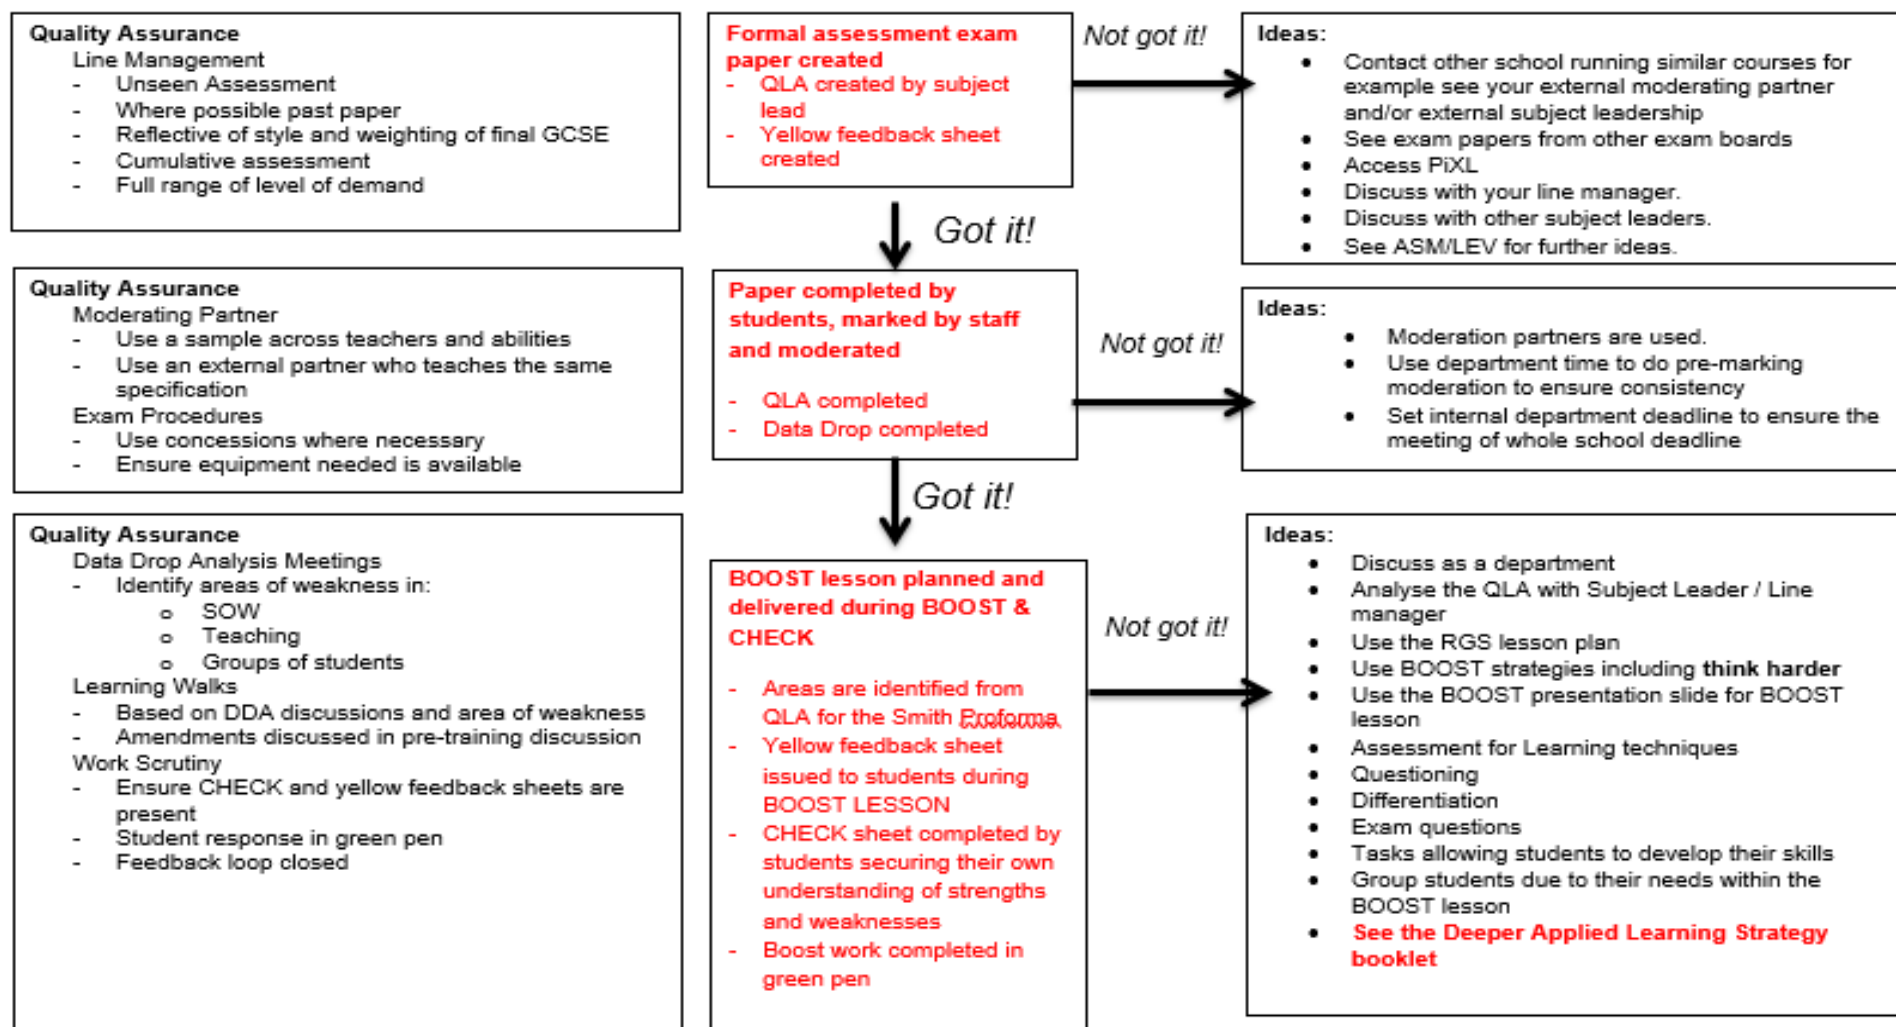 Quality Assurance
Line Management
- Unseen Assessment
- Where possible past paper
- Reflective of style and weighting of final GCSE
- Cumulative assessment
- Full range of level of demand
Formal assessment exam
paper created
- QLA created by subject
lead
- Yellow feedback sheet
created
Not got it!
Ideas:
• Contact other school running similar courses for
example see your external moderating partner
and/or external subject leadership
• See exam papers from other exam boards
• Access PiXL
• Discuss with your line manager.
• Discuss with other subject leaders.
• See ASM/LEV for further ideas.
Got it!
Quality Assurance
Moderating Partner
- Use a sample across teachers and abilities
- Use an external partner who teaches the same
specification
Exam Procedures
- Use concessions where necessary
- Ensure equipment needed is available
Paper completed by
students, marked by staff
and moderated
- QLA completed
- Data Drop completed
Not got it!
Ideas:
• Moderation partners are used.
• Use department time to do pre-marking
moderation to ensure consistency
• Set internal department deadline to ensure the
meeting of whole school deadline
Got it!
Quality Assurance
Data Drop Analysis Meetings
- Identify areas of weakness in:
o SOW
o Teaching
o Groups of students
Learning Walks
- Based on DDA discussions and area of weakness
- Amendments discussed in pre-training discussion
Work Scrutiny
- Ensure CHECK and yellow feedback sheets are
present
- Student response in green pen
- Feedback loop closed
BOOST lesson planned and
delivered during BOOST &
CHECK
- Areas are identified from
QLA for the Smith Proforma
- Yellow feedback sheet
issued to students during
BOOST LESSON
- CHECK sheet completed by
students securing their own
understanding of strengths
and weaknesses
- Boost work completed in
green pen
Not got it!
Ideas:
• Discuss as a department
• Analyse the QLA with Subject Leader / Line
manager
• Use the RGS lesson plan
• Use BOOST strategies including think harder
• Use the BOOST presentation slide for BOOST
lesson
• Assessment for Learning techniques
• Questioning
• Differentiation
• Exam questions
• Tasks allowing students to develop their skills
• Group students due to their needs within the
BOOST lesson
• See the Deeper Applied Learning Strategy
booklet